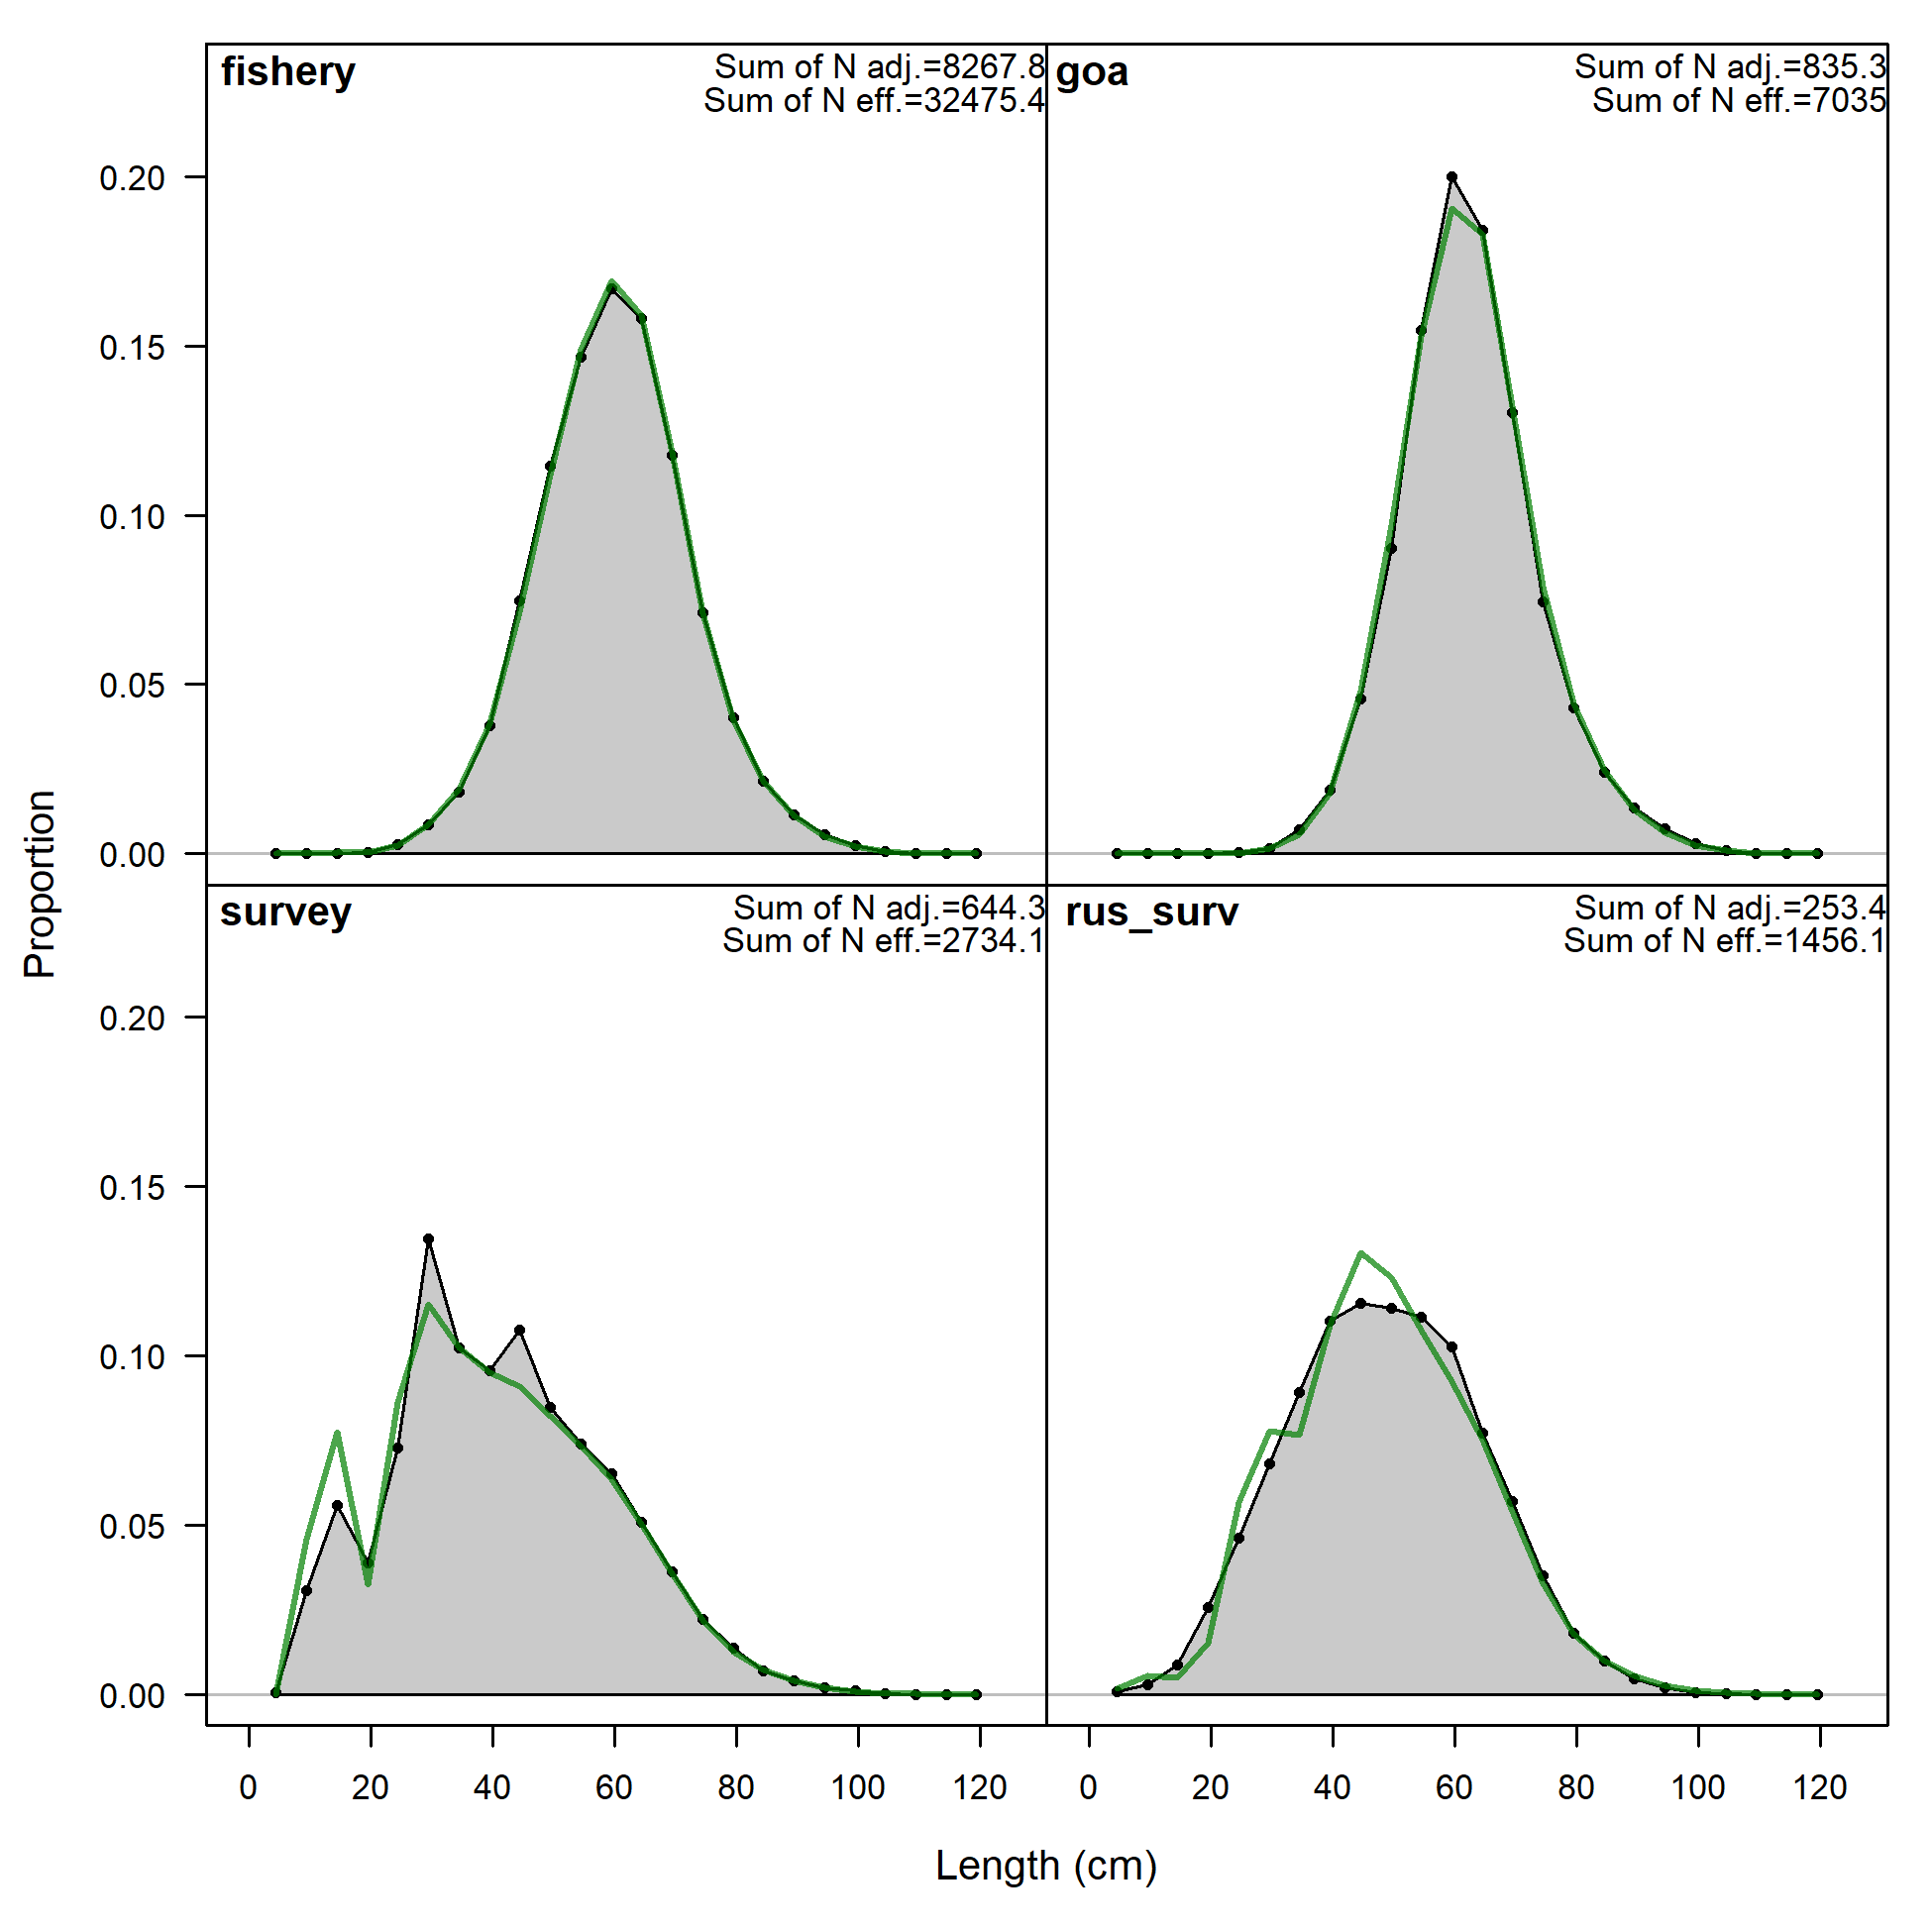 fishery
Sum of N adj.=8267.8
Sum of N eff.=32475.4
goa
Sum of N adj.=835.3
Sum of N eff.=7035
0.20
0.15
0.10
0.05
0.00
survey
Sum of N adj.=644.3
Sum of N eff.=2734.1
rus_surv
Sum of N adj.=253.4
Sum of N eff.=1456.1
0.20
0.15
0.10
0.05
0.00
Proportion
0 20 40 60 80 100 120
0 20 40 60 80 100 120
Length (cm)